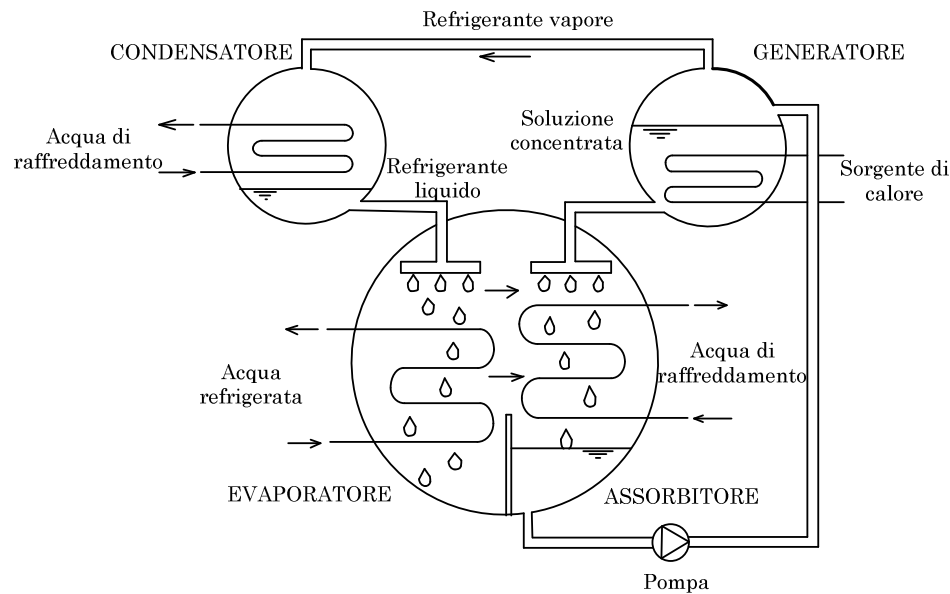 Refrigerante vapore
CONDENSATORE
GENERATORE
Soluzione
concentrata
Acqua di
raffreddamento
Refrigerante
liquido
Sorgente di
calore
Acqua
refrigerata
Acqua di
raffreddamento
EVAPORATORE
ASSORBITORE
Pompa